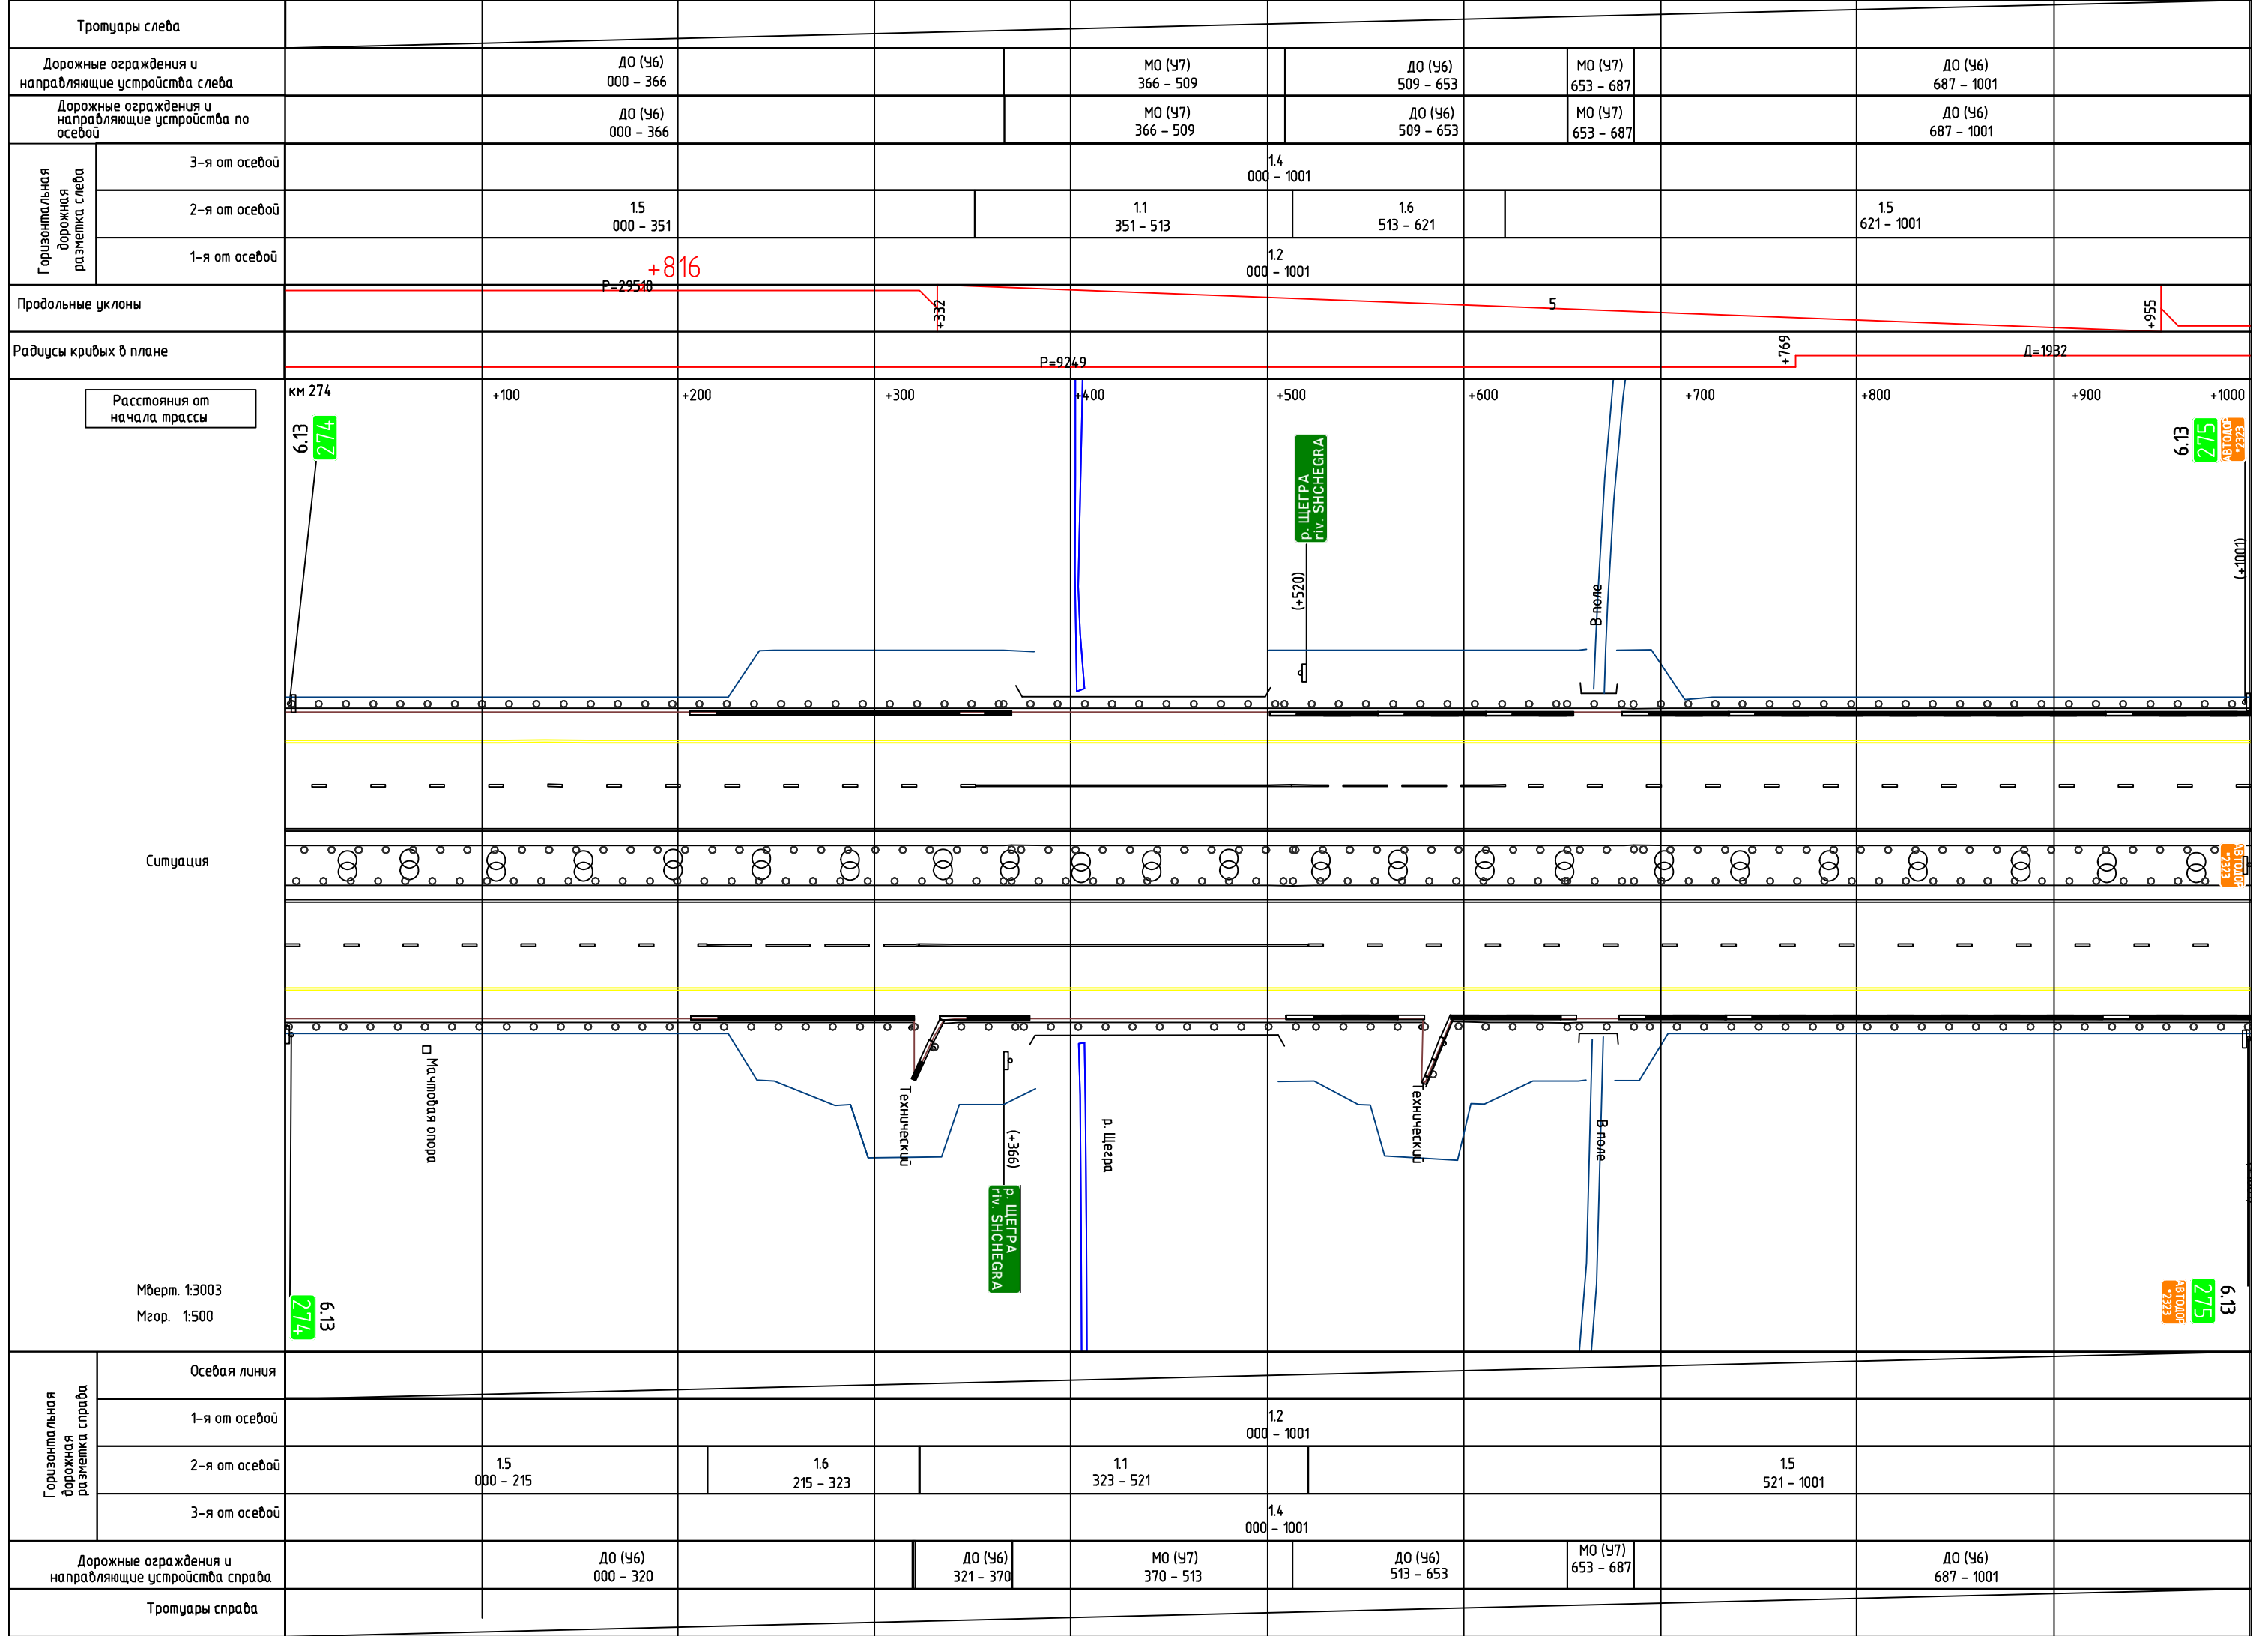 Тротуары слева
Дорожные ограждения и
направляющие устройства слева
ДО (У6)
000 – 366
МО (У7)
366 – 509
ДО (У6)
509 – 653
МО (У7)
653 – 687
ДО (У6)
687 – 1001
Дорожные ограждения и
направляющие устройства по
осевой
ДО (У6)
000 – 366
МО (У7)
366 – 509
ДО (У6)
509 – 653
МО (У7)
653 – 687
ДО (У6)
687 – 1001
Горизонтальная
дорожная
разметка слева
3-я от осевой
1.4
000 – 1001
2-я от осевой
1.5
000 – 351
1.1
351 – 513
1.6
513 – 621
1.5
621 – 1001
1-я от осевой
+816
1.2
000 – 1001
Продольные уклоны
Р=29518
+332
5
+955
Радиусы кривых в плане
Р=9249
+769
Д=1932
Расстояния от
начала трассы
км 274
+100
+200
+300
+400
+500
+600
+700
+800
+900
+1000
6.13
274
р. ЩЕГРА
riv. SHCHEGRA
(+520)
В поле
6.13
275
АВТОДОР
*2323
(+1001)
Ситуация
АВТОДОР
*2323
Мачтовая опора
Технический
(+366)
р. ЩЕГРА
riv. SHCHEGRA
р. Щегра
Технический
В поле
Мверт. 1:3003
Мгор. 1:500
274
6.13
АВТОДОР
*2323
275
6.13
Горизонтальная
дорожная
разметка справа
Осевая линия
1-я от осевой
1.2
000 – 1001
2-я от осевой
1.5
000 – 215
1.6
215 – 323
1.1
323 – 521
1.5
521 – 1001
3-я от осевой
1.4
000 – 1001
Дорожные ограждения и
направляющие устройства справа
ДО (У6)
000 – 320
ДО (У6)
321 – 370
МО (У7)
370 – 513
ДО (У6)
513 – 653
МО (У7)
653 – 687
ДО (У6)
687 – 1001
Тротуары справа